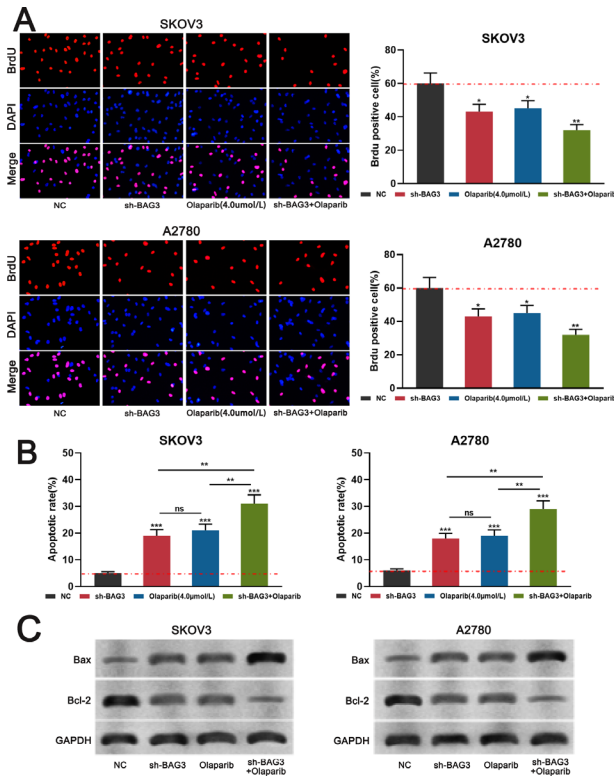 A
SKOV3
BrdU
DAPI
Merge
NC sh-BAG3 Olaparib(4.0umol/L) sh-BAG3+Olaparib
SKOV3
Brdu positive cell(%)
100
80
60
40
20
0
* * **
NC sh-BAG3 Olaparib(4.0μmol/L) sh-BAG3+Olaparib
A2780
BrdU
DAPI
Merge
NC sh-BAG3 Olaparib(4.0umol/L) sh-BAG3+Olaparib
A2780
Brdu positive cell(%)
100
80
60
40
20
0
* * **
NC sh-BAG3 Olaparib(4.0μmol/L) sh-BAG3+Olaparib
B
SKOV3
Apoptotic rate(%)
50
40
30
20
10
0
**
**
ns
*** *** ***
NC sh-BAG3 Olaparib(4.0umol/L) sh-BAG3+Olaparib
A2780
Apoptotic rate(%)
50
40
30
20
10
0
**
**
ns
*** *** ***
NC sh-BAG3 Olaparib(4.0umol/L) sh-BAG3+Olaparib
C
SKOV3
Bax
Bcl-2
GAPDH
NC sh-BAG3 Olaparib sh-BAG3
+Olaparib
A2780
Bax
Bcl-2
GAPDH
NC sh-BAG3 Olaparib sh-BAG3
+Olaparib